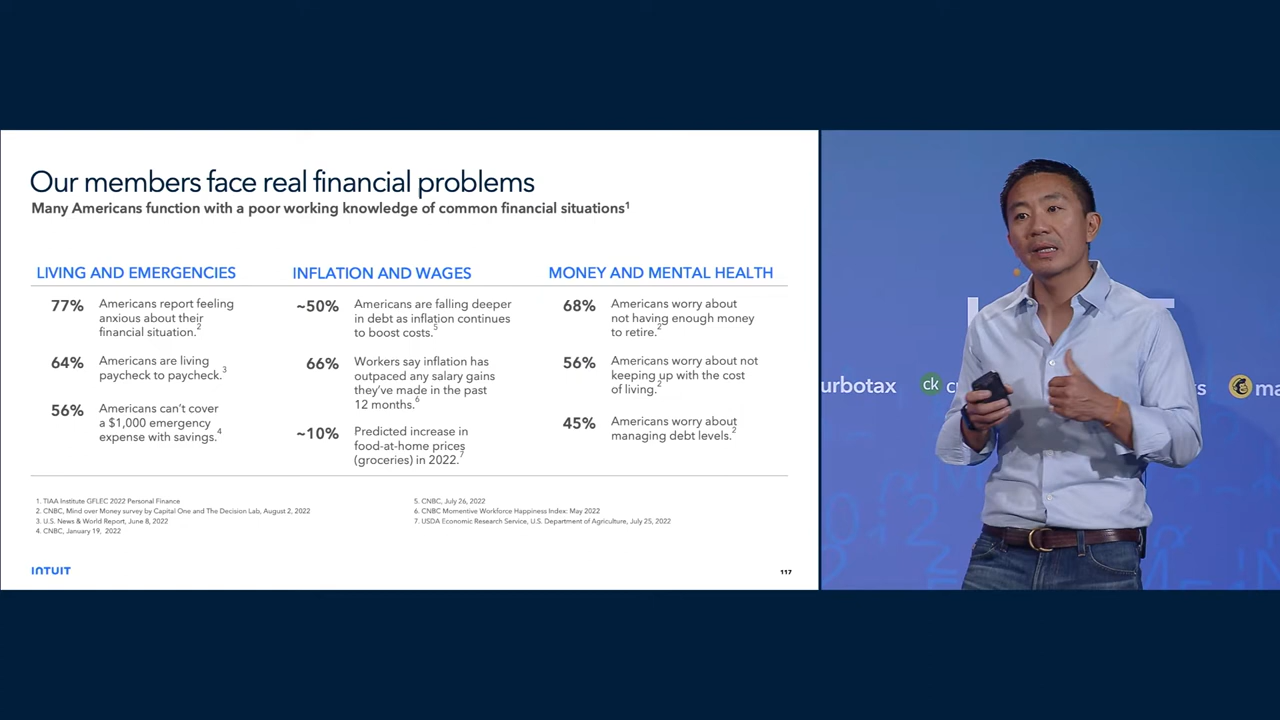 Our members face real financial problems
Many Americans function with a poor working knowledge of common financial situations¹
LIVING AND EMERGENCIES
77% Americans report feeling
anxious about their
financial situation.²
64% Americans are living
paycheck to paycheck.³
56% Americans can't cover
a $1,000 emergency
expense with savings.⁴
INFLATION AND WAGES
~50% Americans are falling deeper
in debt as inflation continues
to boost costs.⁵
66% Workers say inflation has
outpaced any salary gains
they've made in the past
12 months.⁶
~10% Predicted increase in
food-at-home prices
(groceries) in 2022.⁷
MONEY AND MENTAL HEALTH
68% Americans worry about
not having enough money
to retire.²
56% Americans worry about not
keeping up with the cost
of living.²
45% Americans worry about
managing debt levels.²
1. TIAA Institute GFLEC 2022 Personal Finance
2. CNBC, Mind over Money survey by Capital One and The Decision Lab, August 2, 2022
3. U.S. News & World Report, June 8, 2022
4. CNBC, January 19, 2022
5. CNBC, July 26, 2022
6. CNBC Momentive Workforce Happiness Index: May 2022
7. USDA Economic Research Service, U.S. Department of Agriculture, July 25, 2022
INTUIT
117
urbotax
ck
ma